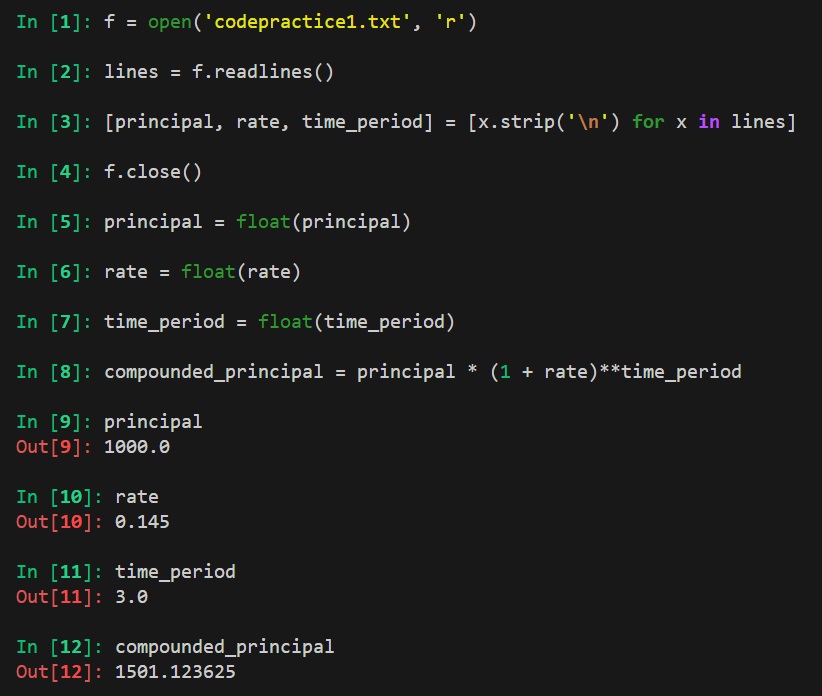 In [1]: f = open('codepractice1.txt', 'r')
In [2]: lines = f.readlines()
In [3]: [principal, rate, time_period] = [x.strip('\n') for x in lines]
In [4]: f.close()
In [5]: principal = float(principal)
In [6]: rate = float(rate)
In [7]: time_period = float(time_period)
In [8]: compounded_principal = principal * (1 + rate)**time_period
In [9]: principal
Out[9]: 1000.0
In [10]: rate
Out[10]: 0.145
In [11]: time_period
Out[11]: 3.0
In [12]: compounded_principal
Out[12]: 1501.123625